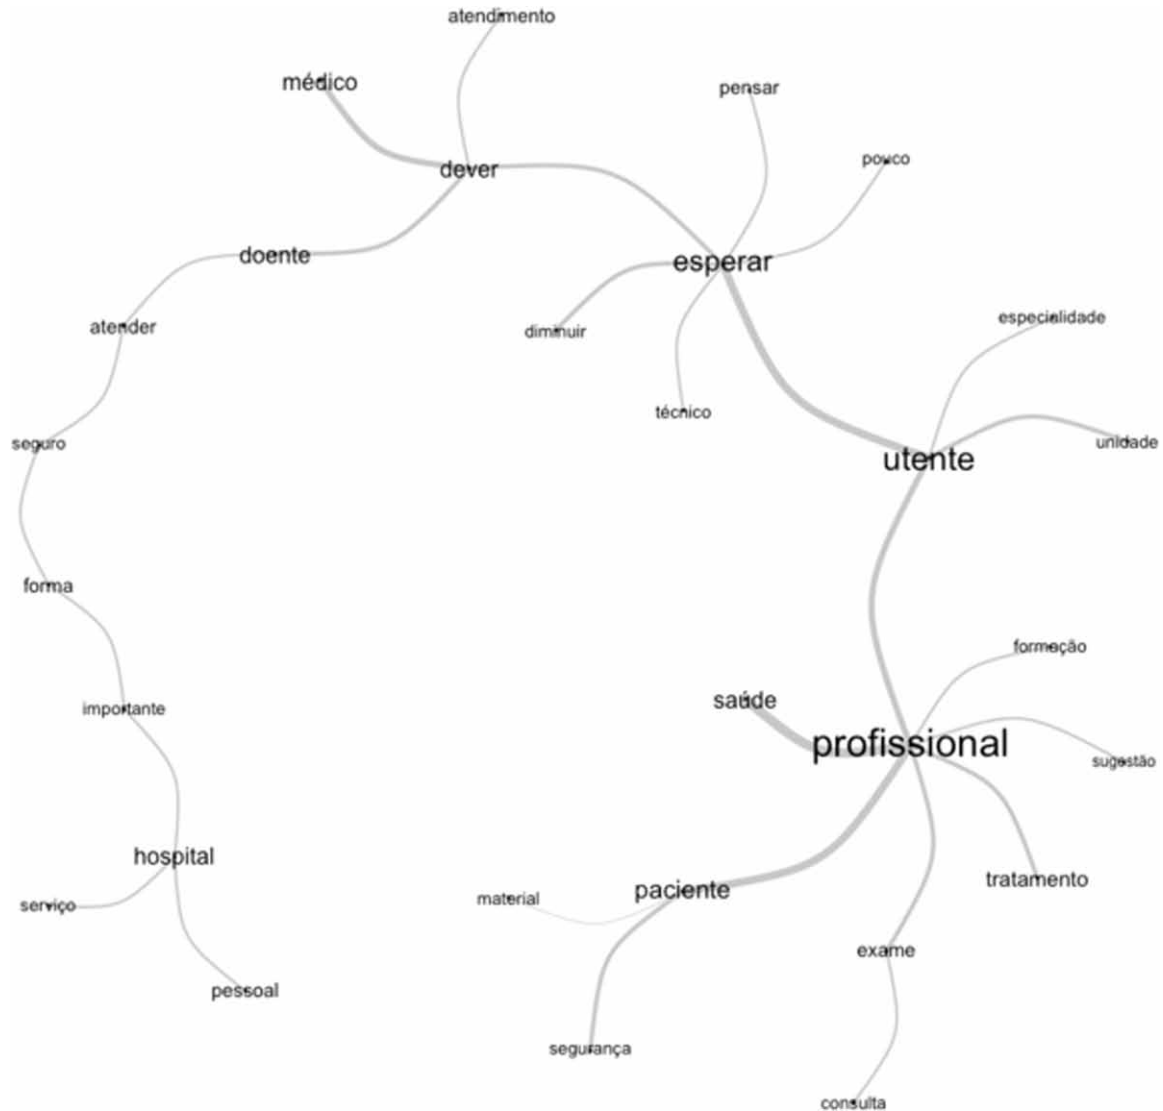 atendimento
médico
pensar
pouco
dever
doente
esperar
especialidade
atender
diminuir
técnico
unidade
seguro
utente
forma
formação
saúde
importante
profissional
sugestão
hospital
tratamento
paciente
material
serviço
exame
pessoal
segurança
consulta